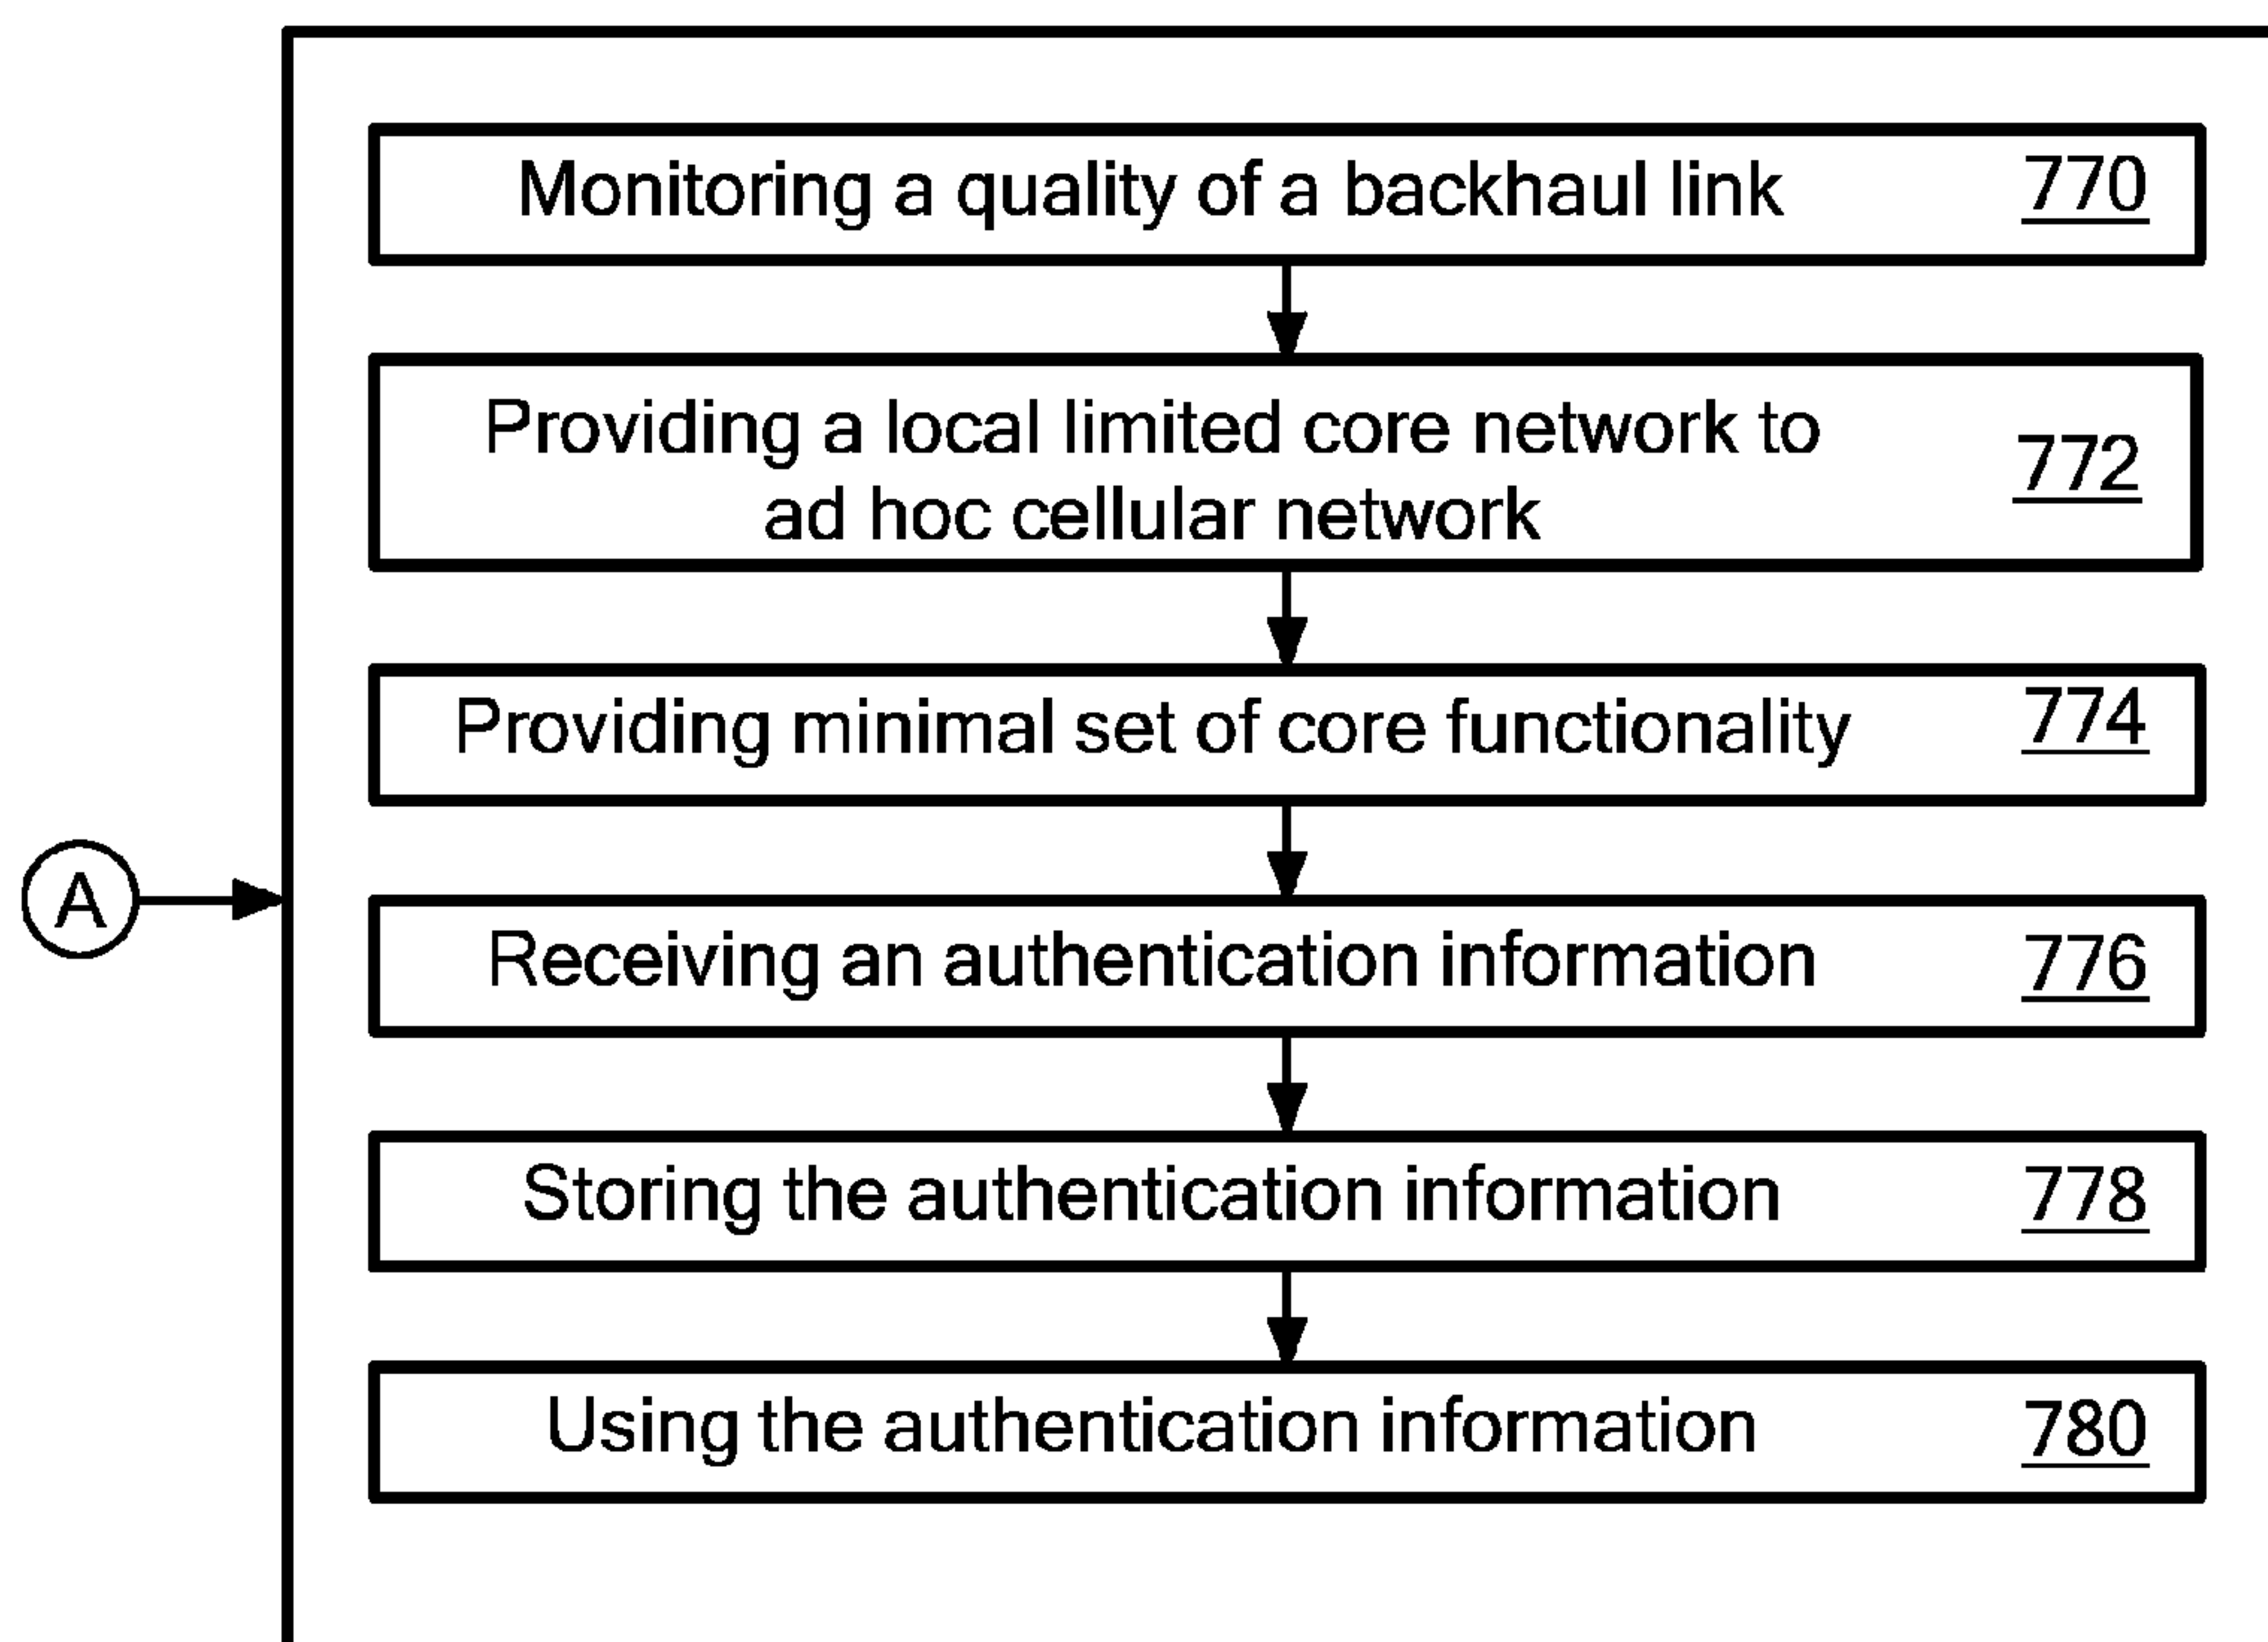 Monitoring a quality of a backhaul link 770
Providing a local limited core network to
ad hoc cellular network 772
Providing minimal set of core functionality 774
A
Receiving an authentication information 776
Storing the authentication information 778
Using the authentication information 780